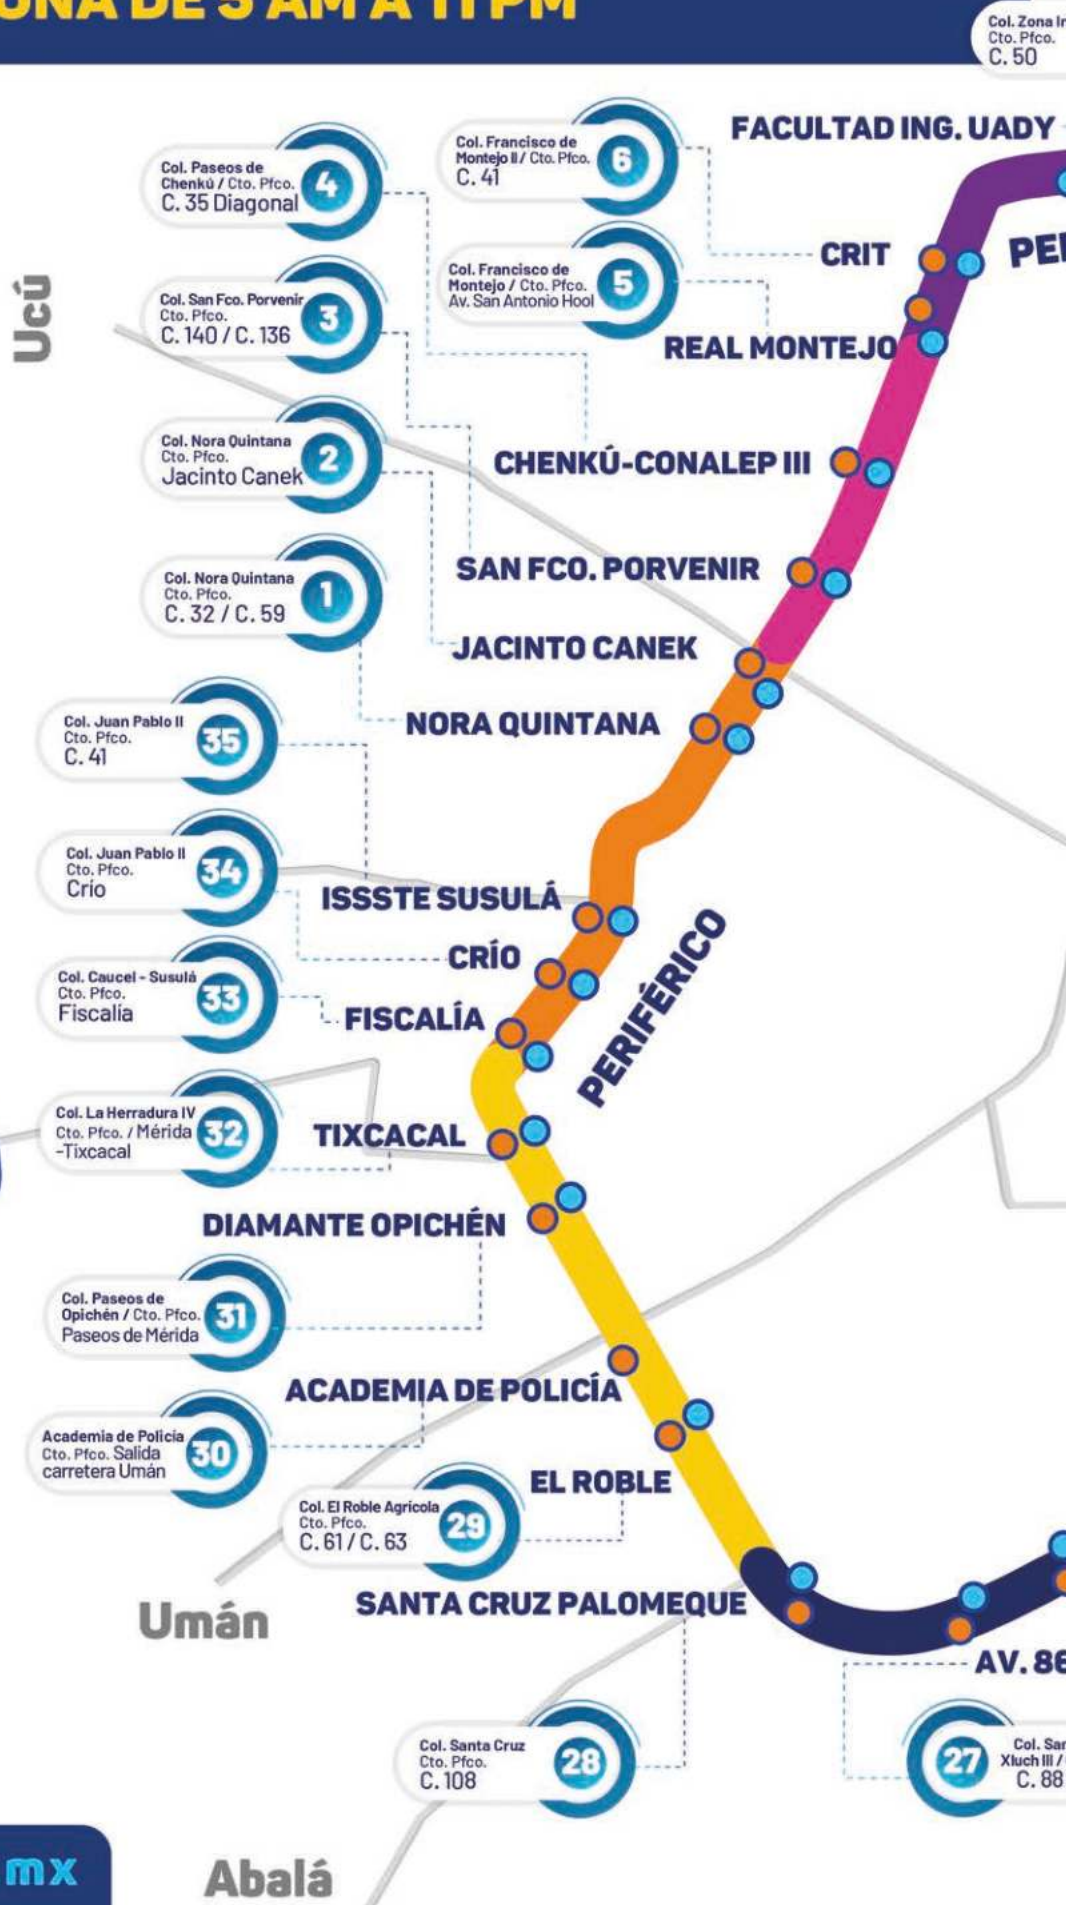 UNA DE 5 AM A 11 PM
Col. Zona
Cto. Pfco.
C. 50
FACULTAD ING. UADY
Col. Paseos de
Chenkú / Cto. Pfco.
C. 35 Diagonal
4
Col. Francisco de
Montejo II / Cto. Pfco.
C. 41
6
CRIT
Ucú
Col. San Fco. Porvenir
Cto. Pfco.
C. 140 / C. 136
3
Col. Francisco de
Montejo / Cto. Pfco.
Av. San Antonio Hool
5
REAL MONTEJO
Col. Nora Quintana
Cto. Pfco.
Jacinto Canek
2
CHENKÚ-CONALEP III
Col. Nora Quintana
Cto. Pfco.
C. 32 / C. 59
1
SAN FCO. PORVENIR
JACINTO CANEK
NORA QUINTANA
Col. Juan Pablo II
Cto. Pfco.
C. 41
35
Col. Juan Pablo II
Cto. Pfco.
Crío
34
ISSSTE SUSULÁ
CRÍO
PERIFÉRICO
Col. Caucel - Susulá
Cto. Pfco.
Fiscalía
33
FISCALÍA
Col. La Herradura IV
Cto. Pfco. / Mérida
-Tixcacal
32
TIXCACAL
DIAMANTE OPICHÉN
Col. Paseos de
Opichén / Cto. Pfco.
Paseos de Mérida
31
ACADEMIA DE POLICÍA
Academia de Policía
Cto. Pfco. Salida
carretera Umán
30
EL ROBLE
Col. El Roble Agrícola
Cto. Pfco.
C. 61 / C. 63
29
Umán
SANTA CRUZ PALOMEQUE
AV. 86
Col. Santa Cruz
Cto. Pfco.
C. 108
28
27
Col. Sar
Xluch III /
C. 88
mx
Abalá